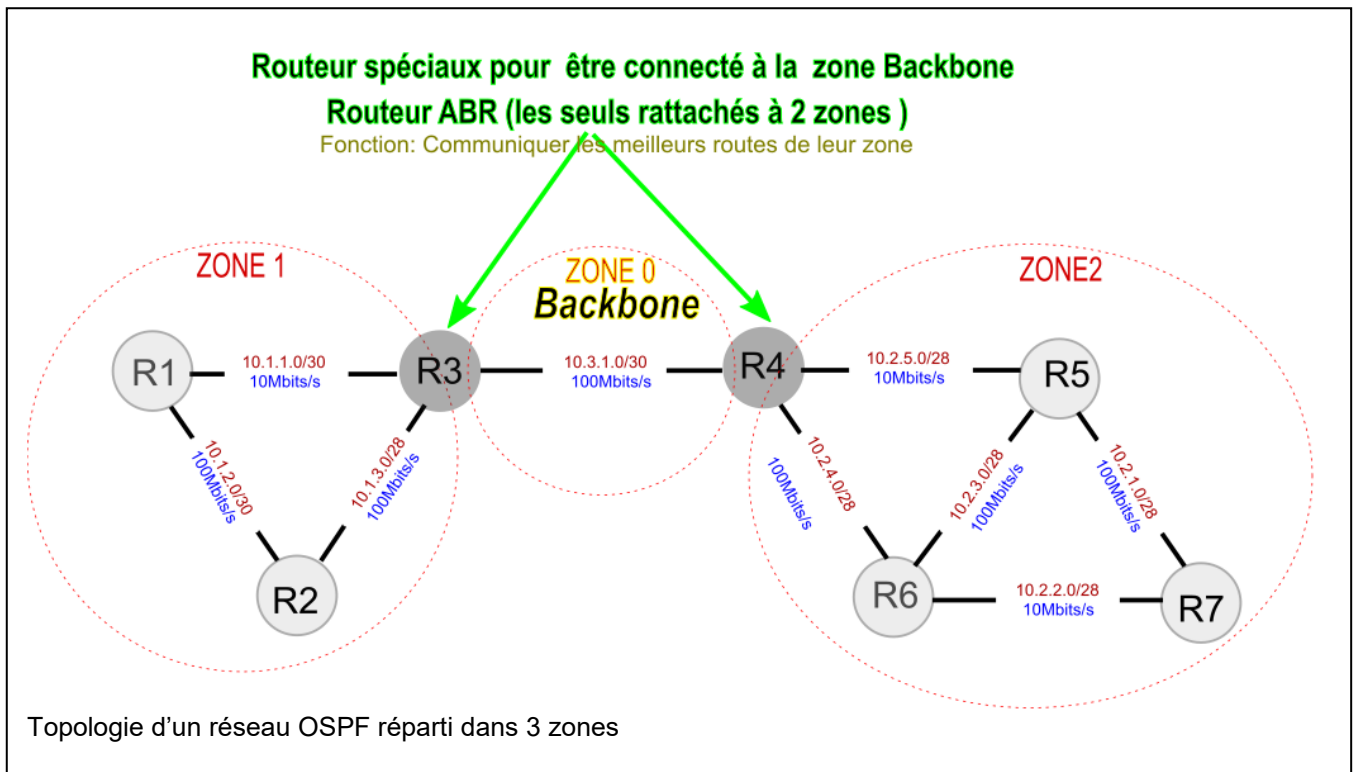 Routeur spéciaux pour être connecté à la zone Backbone
Routeur ABR (les seuls rattachés à 2 zones )
Fonction: Communiquer les meilleurs routes de leur zone
ZONE 1
ZONE 0
Backbone
ZONE2
R1
10.1.1.0/30
10Mbits/s
R3
10.3.1.0/30
100Mbits/s
R4
10.2.5.0/28
10Mbits/s
R5
10.1.2.0/30
100Mbits/s
10.1.3.0/28
100Mbits/s
10.2.4.0/28
100Mbits/s
10.2.3.0/28
100Mbits/s
10.2.1.0/28
100Mbits/s
R2
R6
10.2.2.0/28
10Mbits/s
R7
Topologie d’un réseau OSPF réparti dans 3 zones